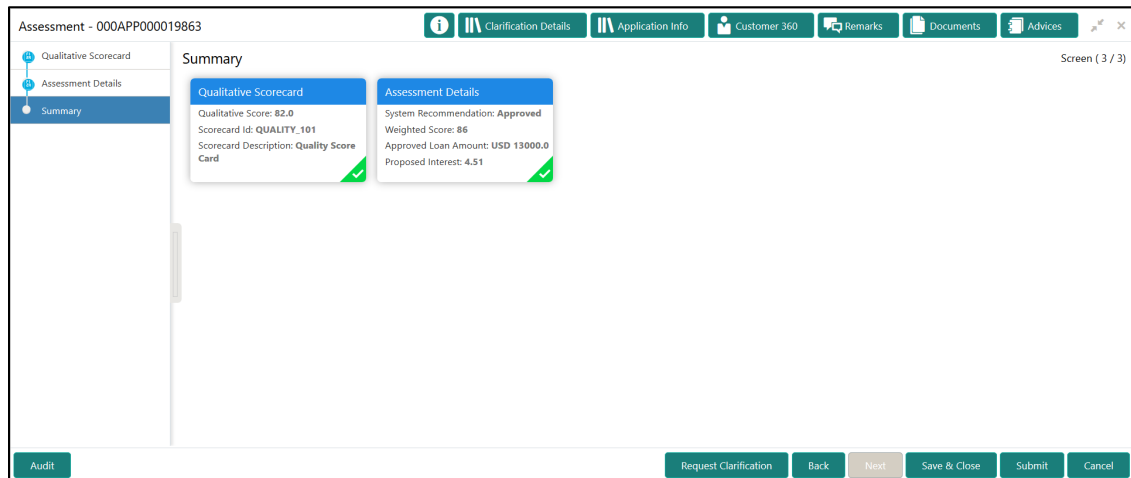 Assessment - 000APP000019863
Clarification Details
Application Info
Customer 360
Remarks
Documents
Advices
Qualitative Scorecard
Assessment Details
Summary
Summary
Screen ( 3 / 3)
Qualitative Scorecard
Qualitative Score: 82.0
Scorecard Id: QUALITY_101
Scorecard Description: Quality Score
Card
Assessment Details
System Recommendation: Approved
Weighted Score: 86
Approved Loan Amount: USD 13000.0
Proposed Interest: 4.51
Audit
Request Clarification
Back
Next
Save & Close
Submit
Cancel